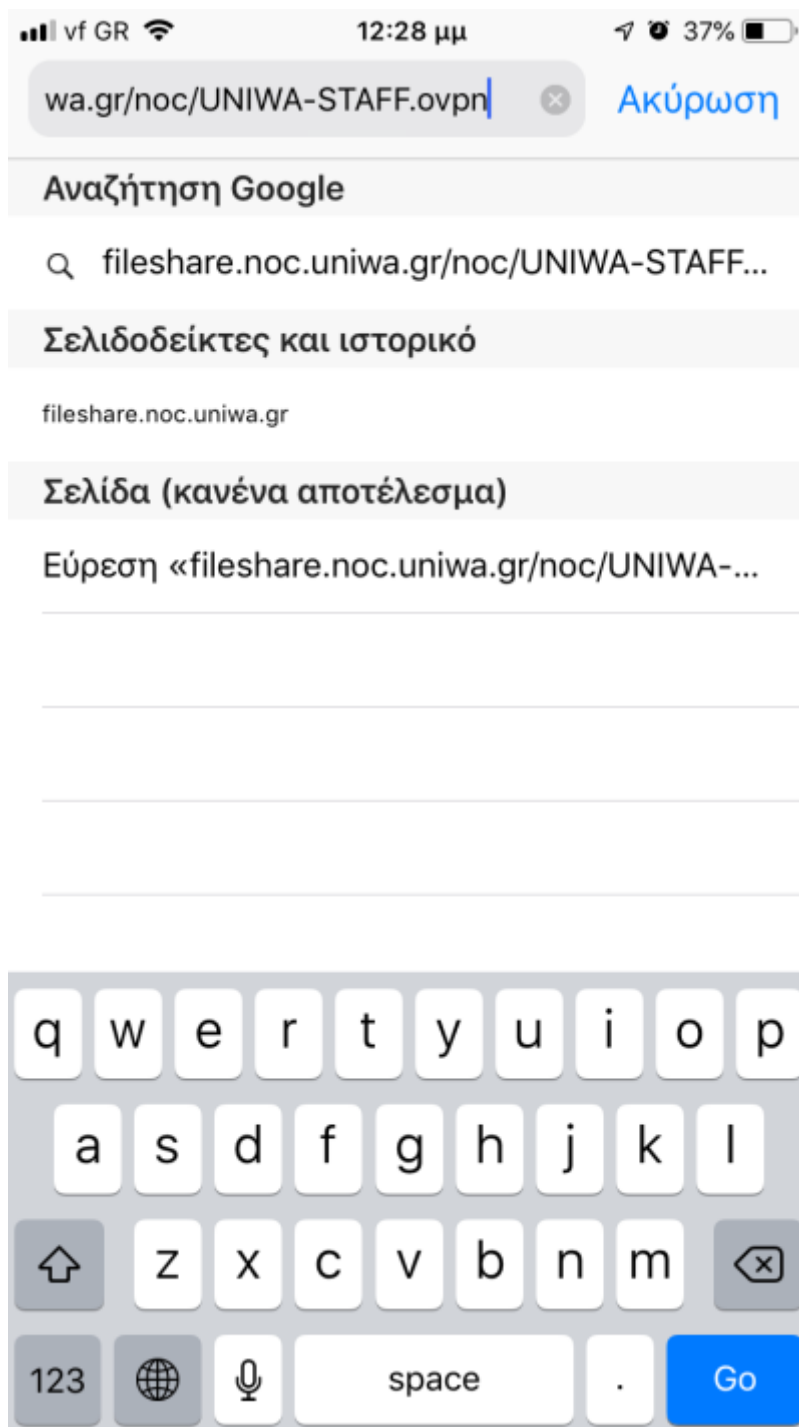 vf GR 12:28 μμ 37%
wa.gr/noc/UNIWA-STAFF.ovpn Ακύρωση
Αναζήτηση Google
fileshare.noc.uniwa.gr/noc/UNIWA-STAFF...
Σελιδοδείκτες και ιστορικό
fileshare.noc.uniwa.gr
Σελίδα (κανένα αποτέλεσμα)
Εύρεση «fileshare.noc.uniwa.gr/noc/UNIWA-...
q w e r t y u i o p
a s d f g h j k l
z x c v b n m
123 space . Go